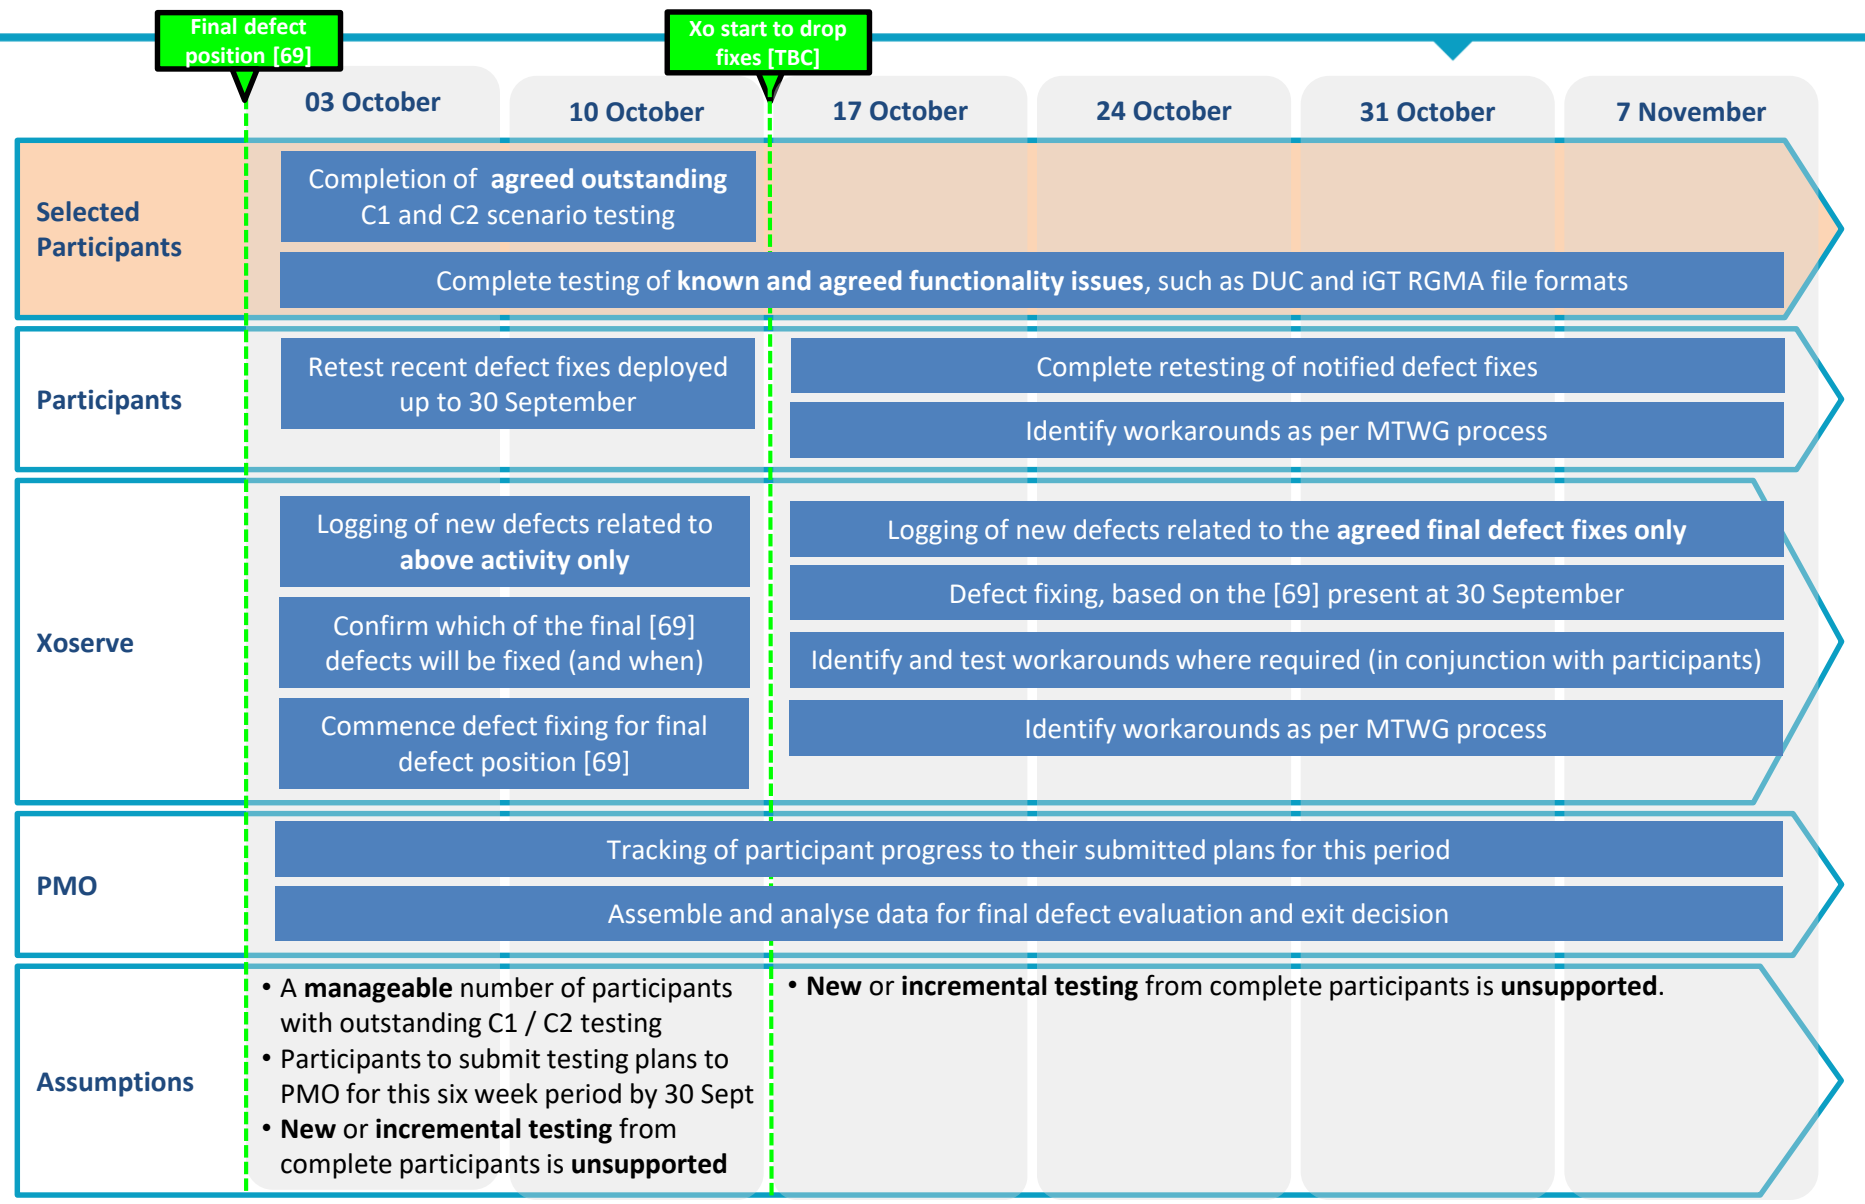 Final defect
position [69]
Xo start to drop
fixes [TBC]
03 October
10 October
17 October
24 October
31 October
7 November
Selected
Participants
Completion of agreed outstanding
C1 and C2 scenario testing
Complete testing of known and agreed functionality issues, such as DUC and iGT RGMA file formats
Participants
Retest recent defect fixes deployed
up to 30 September
Complete retesting of notified defect fixes
Identify workarounds as per MTWG process
Xoserve
Logging of new defects related to
above activity only
Confirm which of the final [69]
defects will be fixed (and when)
Commence defect fixing for final
defect position [69]
Logging of new defects related to the agreed final defect fixes only
Defect fixing, based on the [69] present at 30 September
Identify and test workarounds where required (in conjunction with participants)
Identify workarounds as per MTWG process
PMO
Tracking of participant progress to their submitted plans for this period
Assemble and analyse data for final defect evaluation and exit decision
Assumptions
• A manageable number of participants
with outstanding C1 / C2 testing
• Participants to submit testing plans to
PMO for this six week period by 30 Sept
• New or incremental testing from
complete participants is unsupported
• New or incremental testing from complete participants is unsupported.